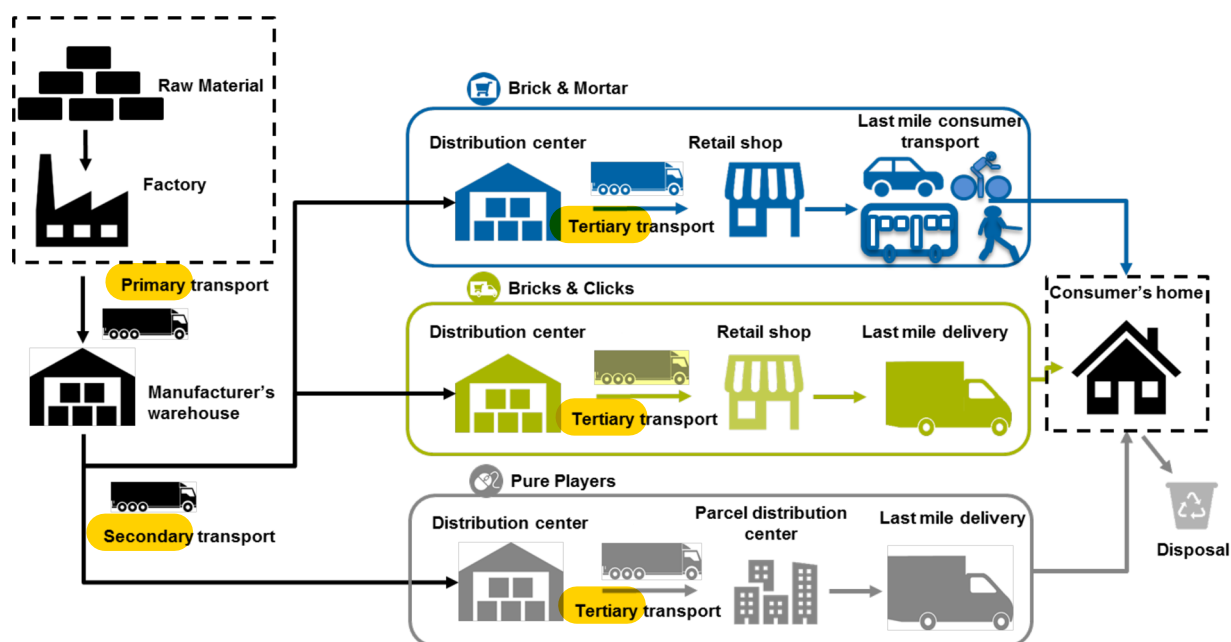 Raw Material
Factory
Primary transport
Manufacturer's
warehouse
Secondary transport
Brick & Mortar
Distribution center
Tertiary transport
Retail shop
Last mile consumer
transport
Bricks & Clicks
Distribution center
Tertiary transport
Retail shop
Last mile delivery
Pure Players
Distribution center
Tertiary transport
Parcel distribution
center
Last mile delivery
Consumer's home
Disposal